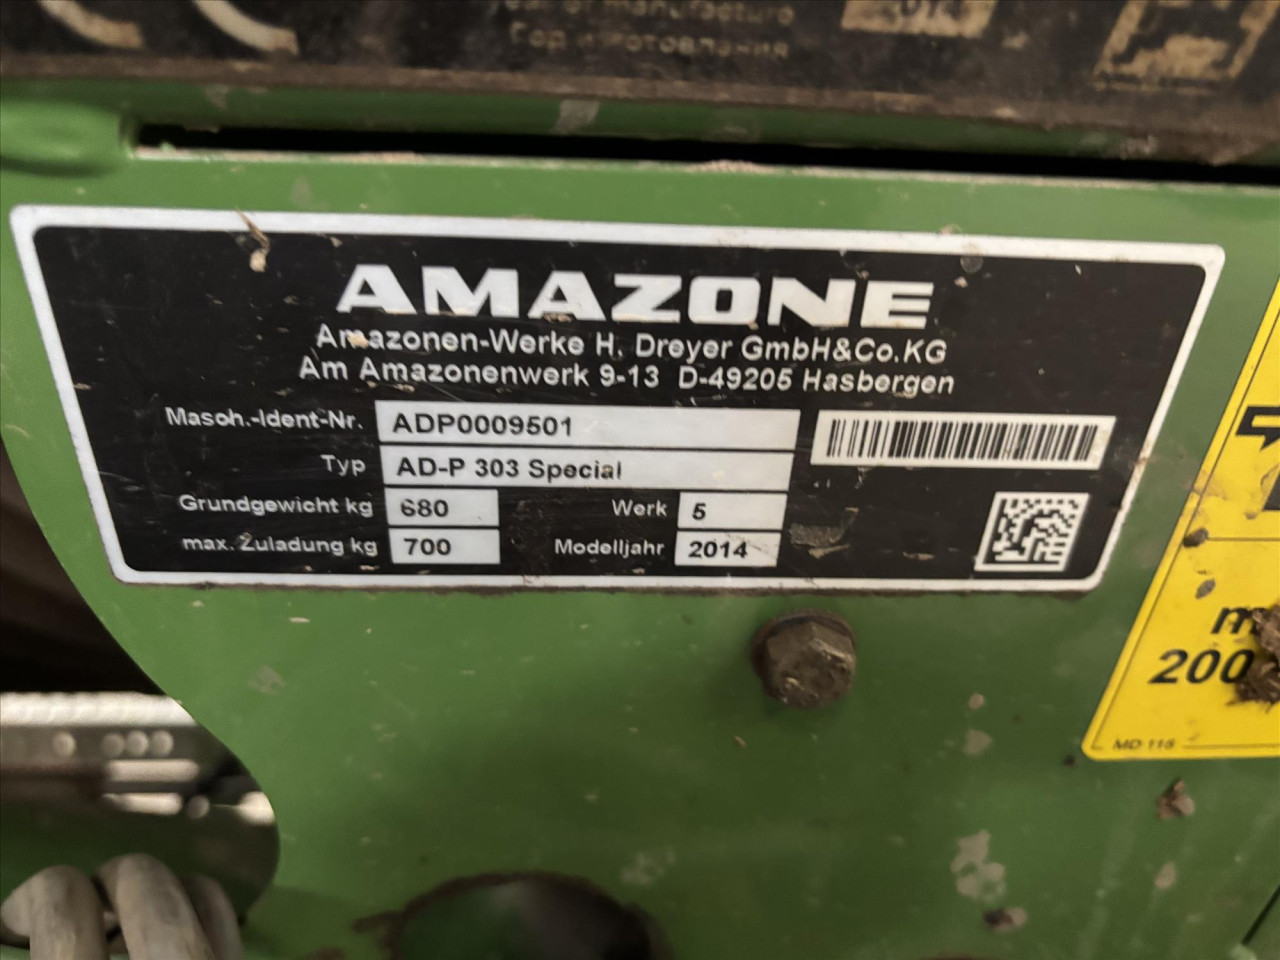 Year of manufacture
Год изготовления
AMAZONE
Amazonen-Werke H. Dreyer GmbH&Co.KG
Am Amazonenwerk 9-13 D-49205 Hasbergen
Masch.-Ident-Nr. ADP0009501
Typ AD-P 303 Special
Grundgewicht kg 680 Werk 5
max. Zuladung kg 700 Modelljahr 2014
200
MD 115